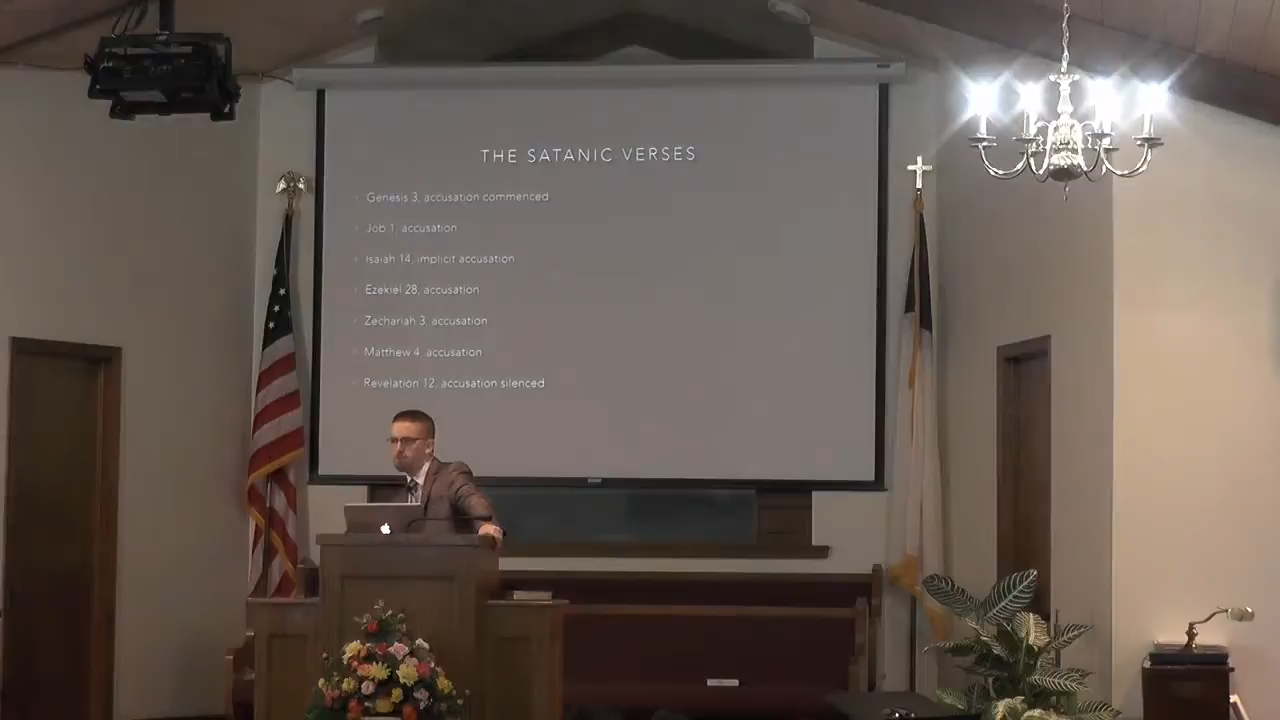 THE SATANIC VERSES
Genesis 3, accusation commenced
Job 1, accusation
Isaiah 14, implicit accusation
Ezekiel 28, accusation
Zechariah 3, accusation
Matthew 4, accusation
Revelation 12, accusation silenced